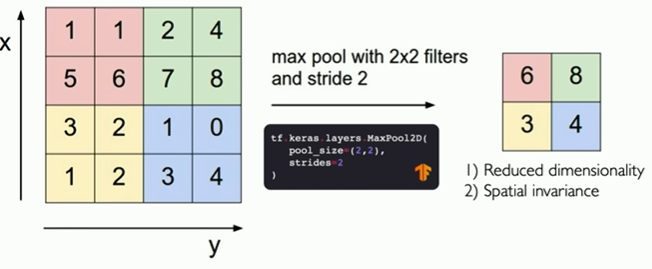 x
1 1 2 4
5 6 7 8
3 2 1 0
1 2 3 4
y
max pool with 2x2 filters
and stride 2
tf.keras.layers.MaxPool2D(
pool_size=(2,2),
strides=2
)
6 8
3 4
1) Reduced dimensionality
2) Spatial invariance